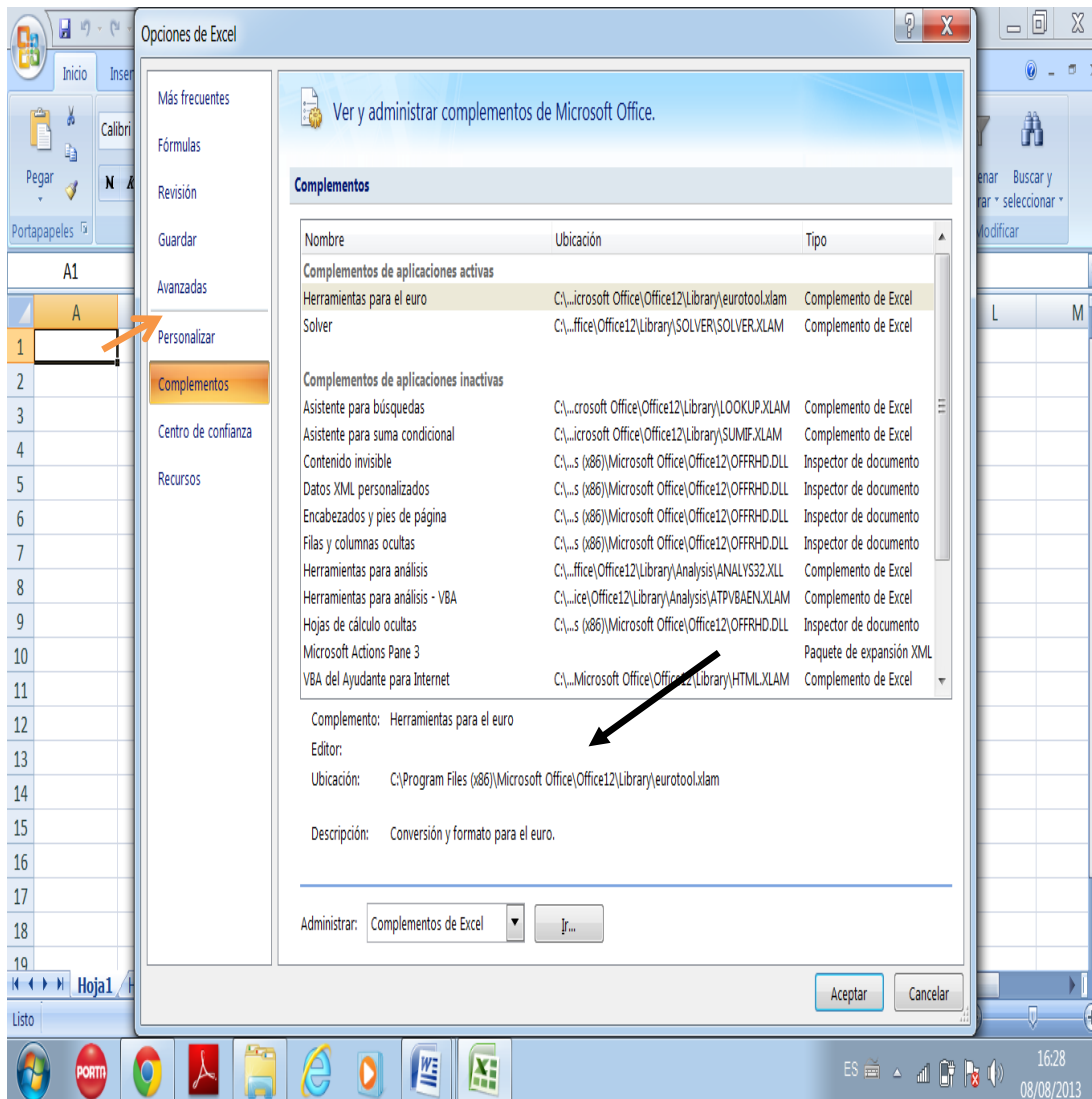 Opciones de Excel
Inicio Inser
Pegar
Calibri
N K
Portapapeles
enar Buscar y
rar seleccionar
Modificar
A1
A L M
1
2
3
4
5
6
7
8
9
10
11
12
13
14
15
16
17
18
19
Más frecuentes
Fórmulas
Revisión
Guardar
Avanzadas
Personalizar
Complementos
Centro de confianza
Recursos
Ver y administrar complementos de Microsoft Office.
Complementos
Nombre Ubicación Tipo
Complementos de aplicaciones activas
Herramientas para el euro C:\...icrosoft Office\Office12\Library\eurotool.xlam Complemento de Excel
Solver C:\...ffice\Office12\Library\SOLVER\SOLVER.XLAM Complemento de Excel
Complementos de aplicaciones inactivas
Asistente para búsquedas C:\...crosoft Office\Office12\Library\LOOKUP.XLAM Complemento de Excel
Asistente para suma condicional C:\...icrosoft Office\Office12\Library\SUMIF.XLAM Complemento de Excel
Contenido invisible C:\...s (x86)\Microsoft Office\Office12\OFFRHD.DLL Inspector de documento
Datos XML personalizados C:\...s (x86)\Microsoft Office\Office12\OFFRHD.DLL Inspector de documento
Encabezados y pies de página C:\...s (x86)\Microsoft Office\Office12\OFFRHD.DLL Inspector de documento
Filas y columnas ocultas C:\...s (x86)\Microsoft Office\Office12\OFFRHD.DLL Inspector de documento
Herramientas para análisis C:\...ffice\Office12\Library\Analysis\ANALYS32.XLL Complemento de Excel
Herramientas para análisis - VBA C:\...ice\Office12\Library\Analysis\ATPVBAEN.XLAM Complemento de Excel
Hojas de cálculo ocultas C:\...s (x86)\Microsoft Office\Office12\OFFRHD.DLL Inspector de documento
Microsoft Actions Pane 3 Paquete de expansión XML
VBA del Ayudante para Internet C:\...Microsoft Office\Office12\Library\HTML.XLAM Complemento de Excel
Complemento: Herramientas para el euro
Editor:
Ubicación: C:\Program Files (x86)\Microsoft Office\Office12\Library\eurotool.xlam
Descripción: Conversión y formato para el euro.
Administrar: Complementos de Excel Ir...
Aceptar Cancelar
Hoja1 H
Listo
PORTA
ES 16:28
08/08/2013